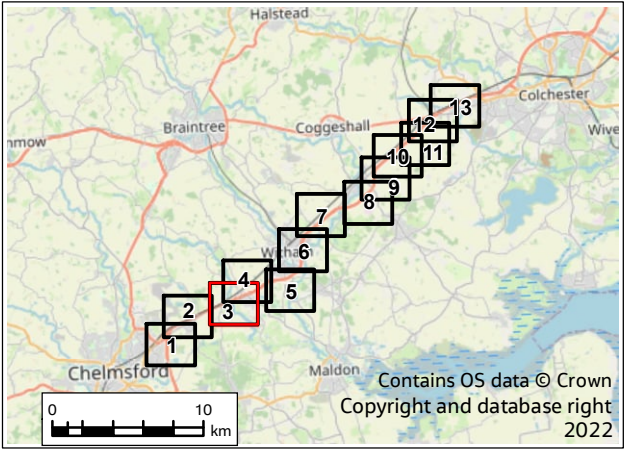 Halstead
Colchester
13
Braintree
Coggeshall
12
nmow
Wive
11
10
9
8
7
Witham
6
4
5
3
2
1
Chelmsford
Maldon
Contains OS data © Crown
Copyright and database right
2022
0 10
km